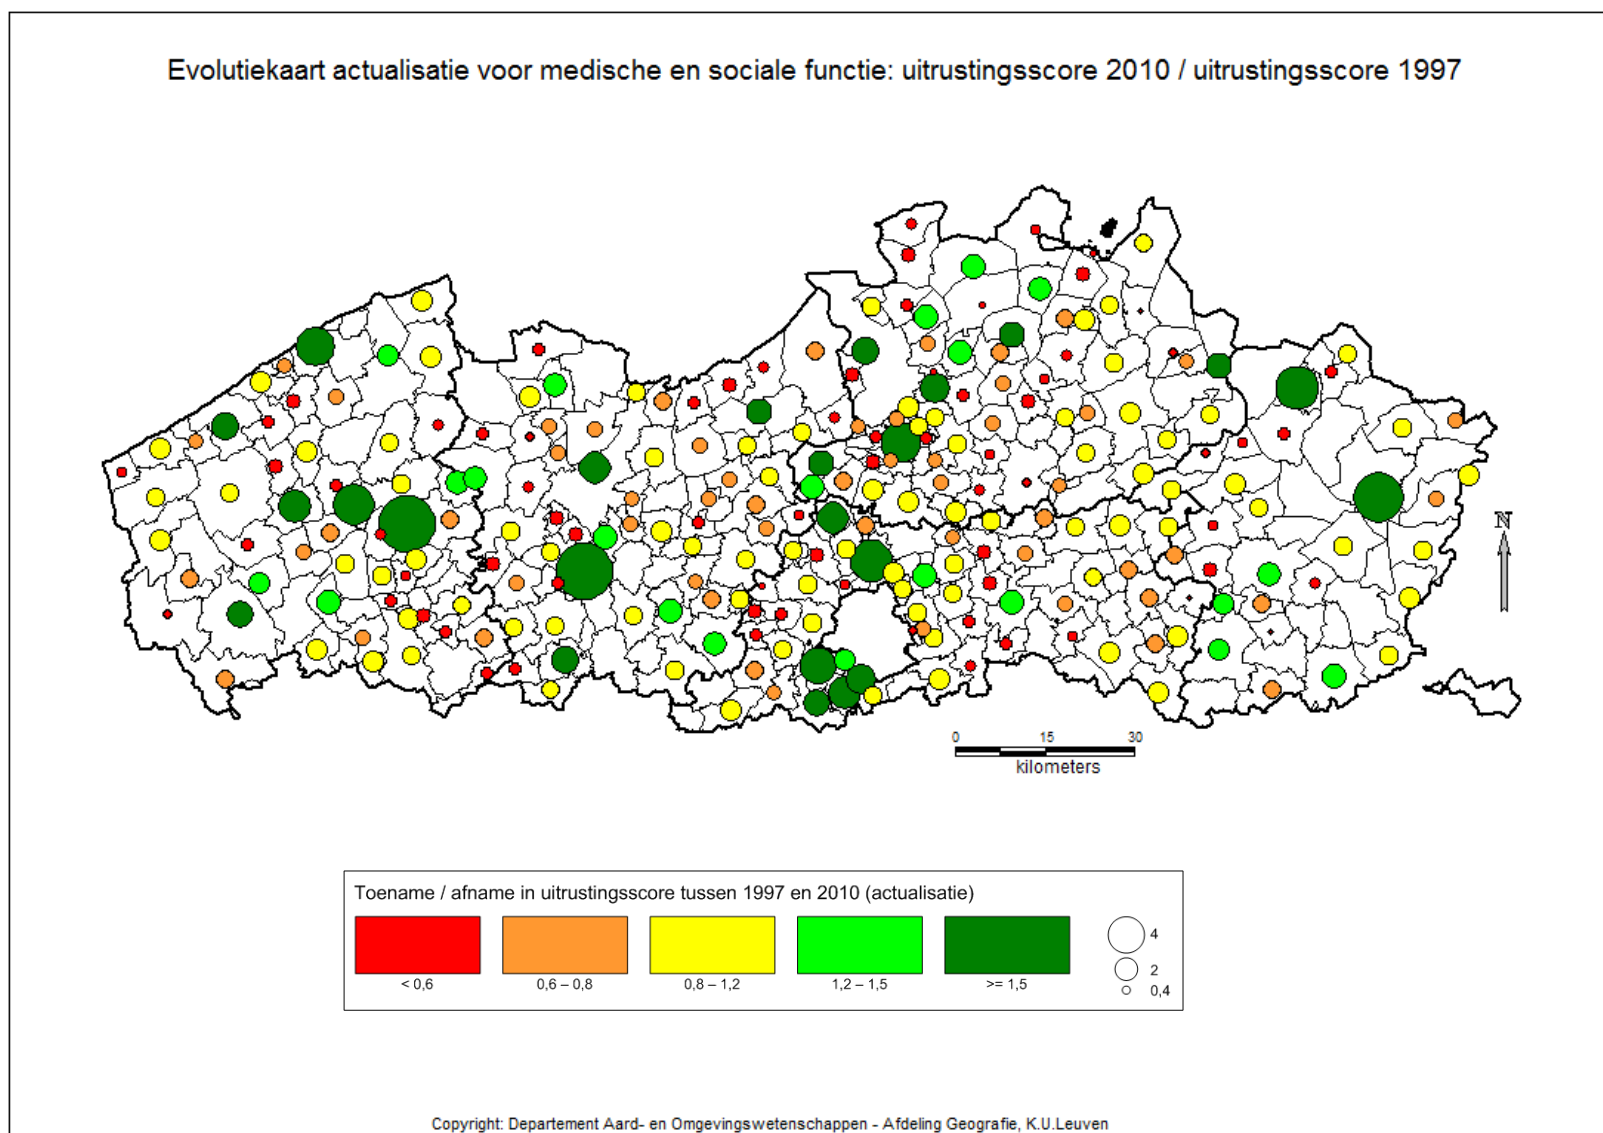 Evolutiekaart actualisatie voor medische en sociale functie: uitrustingsscore 2010 / uitrustingsscore 1997
N
0 15 30
kilometers
Toename / afname in uitrustingsscore tussen 1997 en 2010 (actualisatie)
4
2
0,4
< 0,6 0,6 – 0,8 0,8 – 1,2 1,2 – 1,5 >= 1,5
Copyright: Departement Aard- en Omgevingswetenschappen - Afdeling Geografie, K.U.Leuven